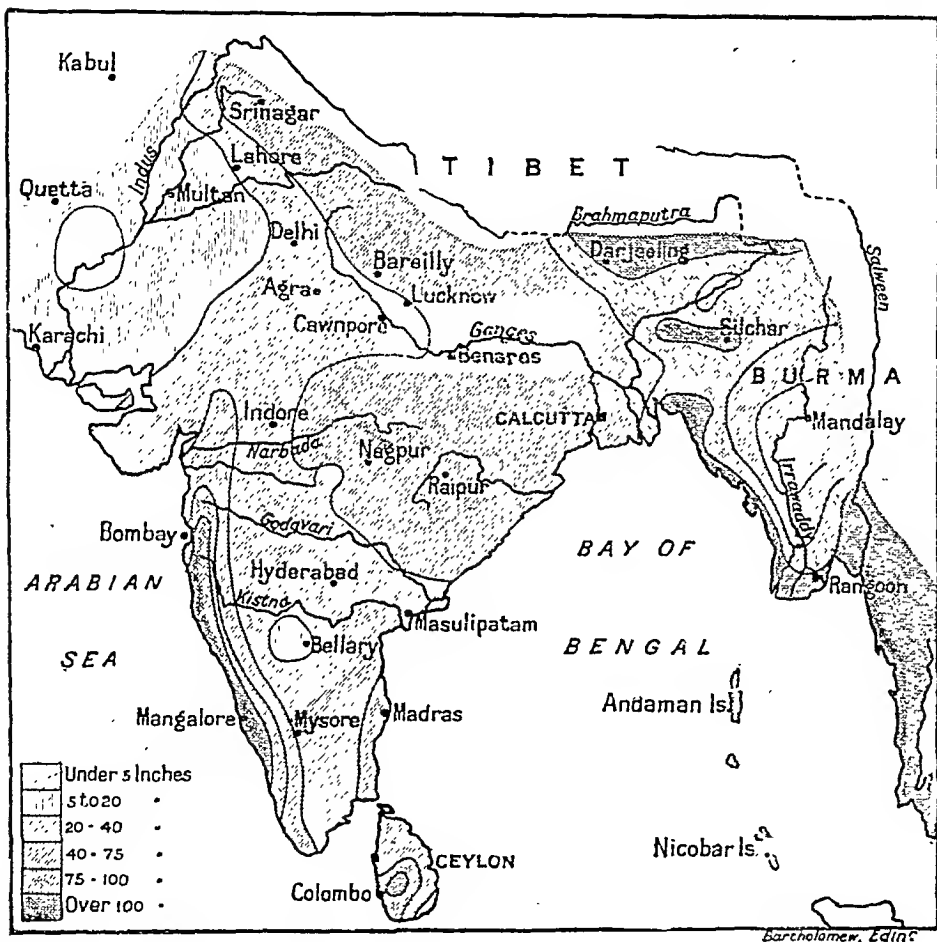 Kabul
Srinagar
Lahore
TIBET
Indus
Quetta
Multan
Brahmaputra
Delhi
Darjeeling
Salween
Bareilly
Agra
Lucknow
Cawnpore
Silchar
Karachi
Ganges
Benares
BURMA
Indore
CALCUTTA
Mandalay
Narbada
Nagpur
Raipur
Irrawaddy
Godavari
Bombay
BAY OF
ARABIAN
Hyderabad
Rangoon
Kistna
Masulipatam
Bellary
BENGAL
SEA
Andaman Is.
Mangalore
Mysore
Madras
Under 5 Inches
5 to 20 "
20 - 40 "
40 - 75 "
75 - 100 "
Over 100 "
Nicobar Is.
CEYLON
Colombo
Bartholomew, Edinr